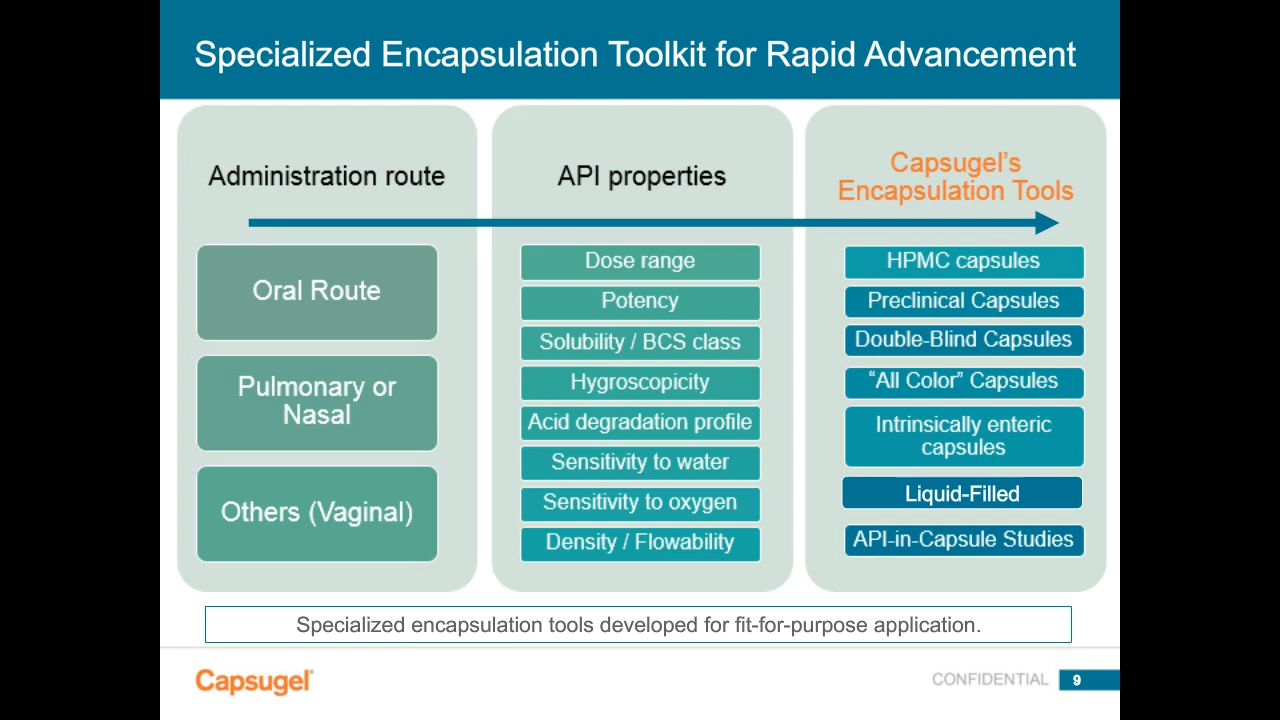 Specialized Encapsulation Toolkit for Rapid Advancement
Administration route
Oral Route
Pulmonary or
Nasal
Others (Vaginal)
API properties
Dose range
Potency
Solubility / BCS class
Hygroscopicity
Acid degradation profile
Sensitivity to water
Sensitivity to oxygen
Density / Flowability
Capsugel’s
Encapsulation Tools
HPMC capsules
Preclinical Capsules
Double-Blind Capsules
“All Color” Capsules
Intrinsically enteric
capsules
Liquid-Filled
API-in-Capsule Studies
Specialized encapsulation tools developed for fit-for-purpose application.
Capsugel®
CONFIDENTIAL
9